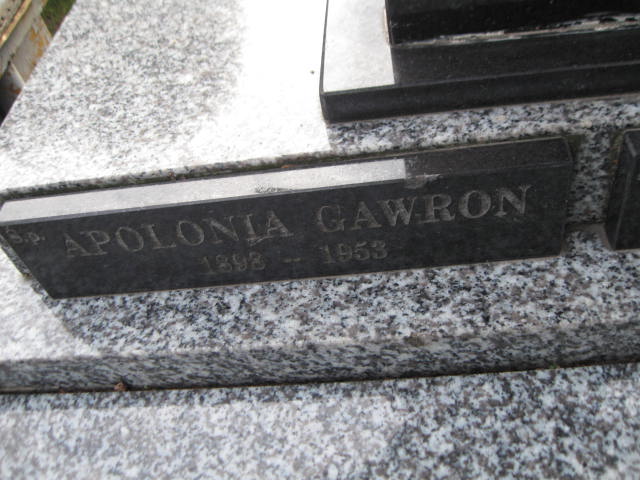 Ś.p. APOLONIA GAWRON
1893 – 1953